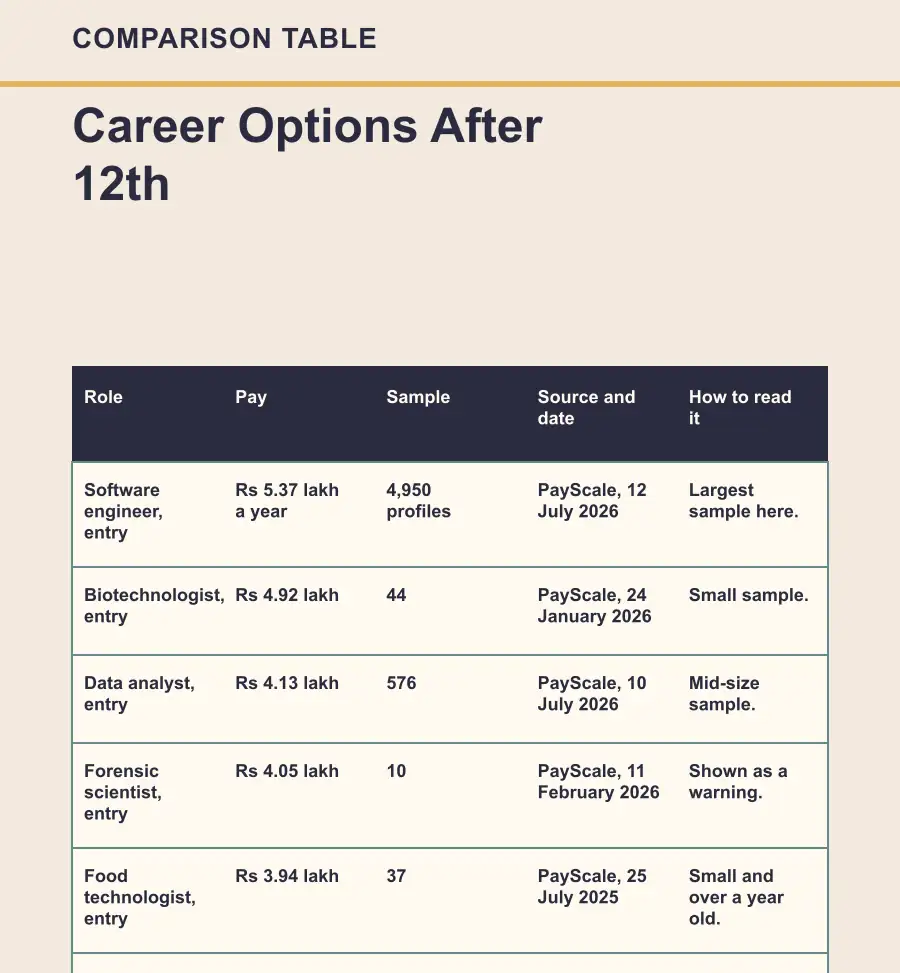 COMPARISON TABLE
Career Options After
12th
Role Pay Sample Source and How to read
date it
Software Rs 5.37 lakh 4,950 PayScale, 12 Largest
engineer, a year profiles July 2026 sample here.
entry
Biotechnologist, Rs 4.92 lakh 44 PayScale, 24 Small sample.
entry January 2026
Data analyst, Rs 4.13 lakh 576 PayScale, 10 Mid-size
entry July 2026 sample.
Forensic Rs 4.05 lakh 10 PayScale, 11 Shown as a
scientist, February 2026 warning.
entry
Food Rs 3.94 lakh 37 PayScale, 25 Small and
technologist, July 2025 over a year
entry old.